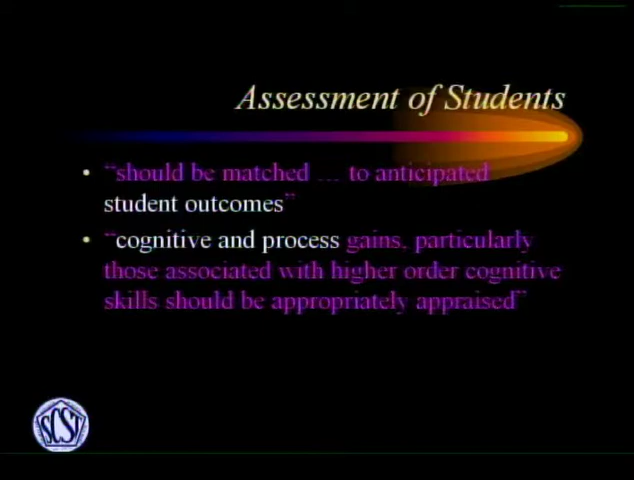 Assessment of Students
• “should be matched ... to anticipated
student outcomes”
• “cognitive and process gains, particularly
those associated with higher order cognitive
skills should be appropriately appraised”
SCST